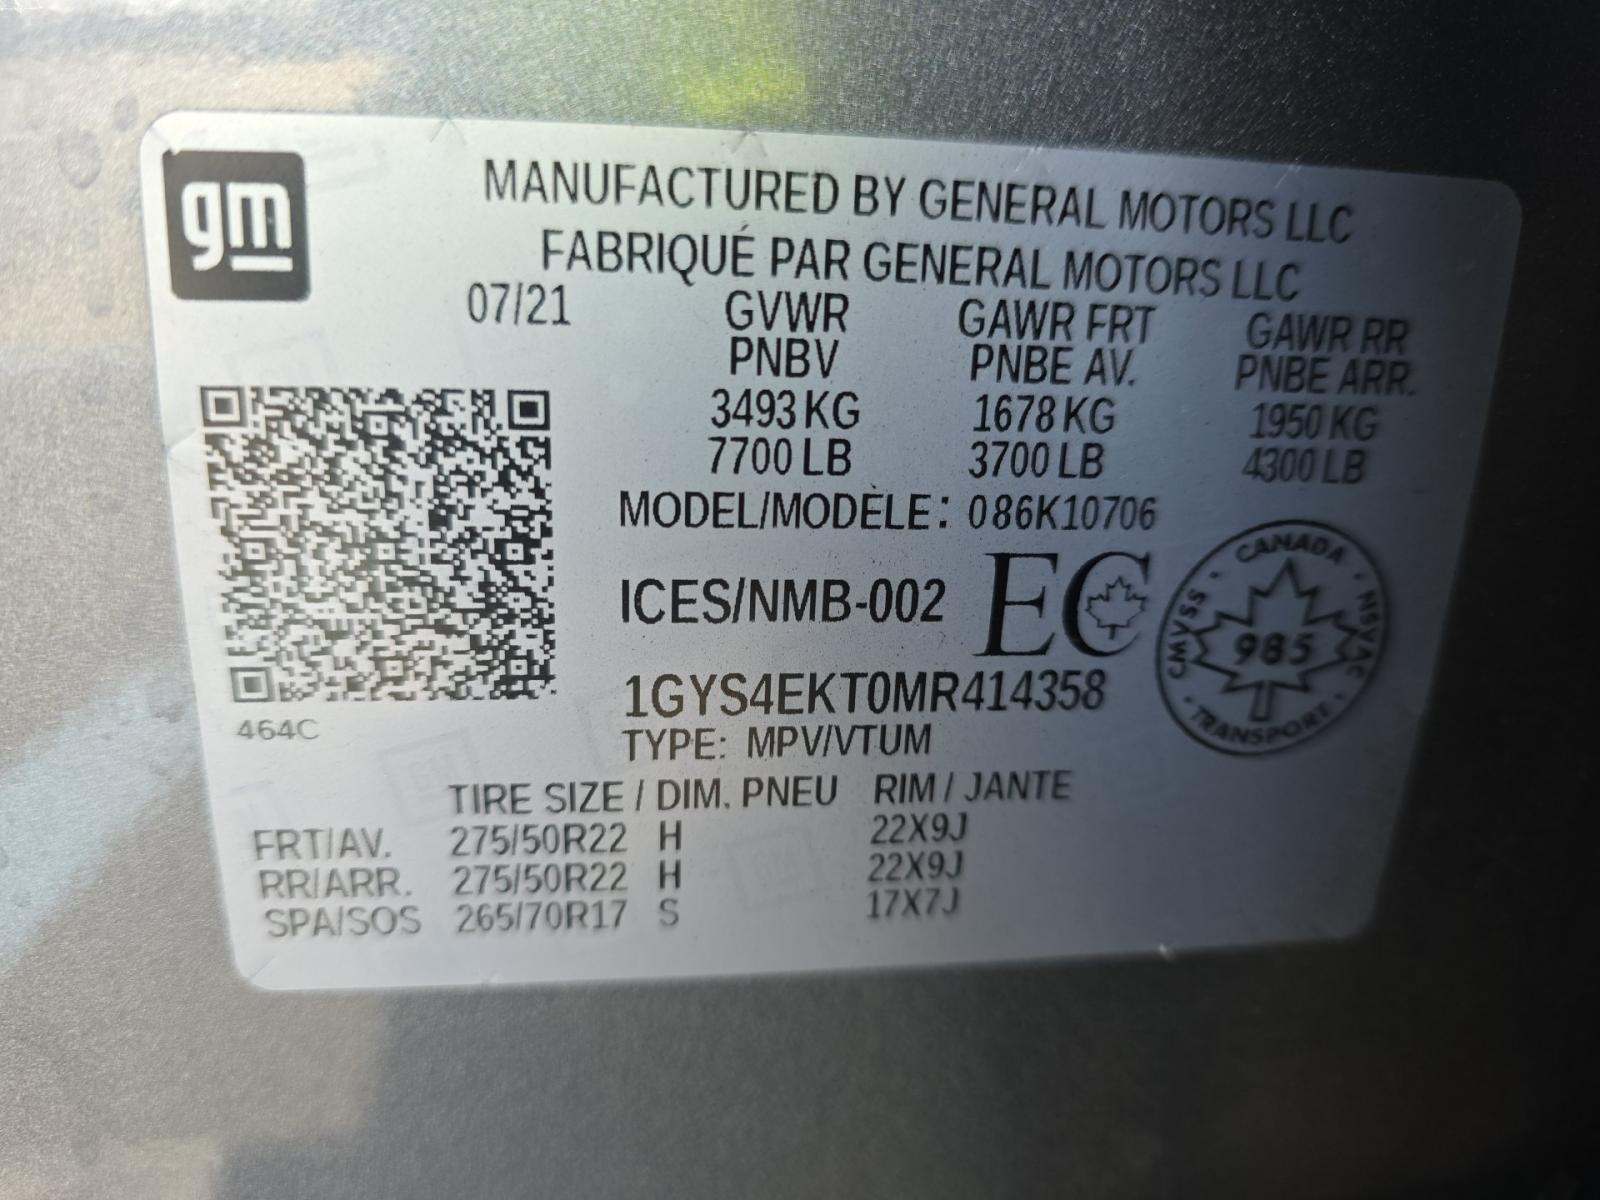 gm
MANUFACTURED BY GENERAL MOTORS LLC
FABRIQUÉ PAR GENERAL MOTORS LLC
07/21 GVWR GAWR FRT GAWR RR
PNBV PNBE AV. PNBE ARR.
3493 KG 1678 KG 1950 KG
7700 LB 3700 LB 4300 LB
MODEL/MODÈLE: 086K10706
ICES/NMB-002 EC
CANADA · NSVAC · TRANSPORT · CMVSS ·
985
1GYS4EKT0MR414358
464C
TYPE: MPV/VTUM
TIRE SIZE / DIM. PNEU RIM / JANTE
FRT/AV. 275/50R22 H 22X9J
RR/ARR. 275/50R22 H 22X9J
SPA/SOS 265/70R17 S 17X7J